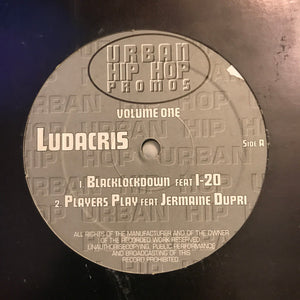 URBAN
HIP HOP
PROMOS
VOLUME ONE
LUDACRIS
SIDE A
1. BLACKLOCKDOWN FEAT I-20
2. PLAYERS PLAY FEAT JERMAINE DUPRI
ALL RIGHTS OF THE MANUFACTURER AND OF THE OWNER
OF THE RECORDED WORK RESERVED.
UNAUTHORISEDCOPYING, PUBLIC PERFORMANCE
AND BROADCASTING OF THIS
RECORD PROHIBITED.